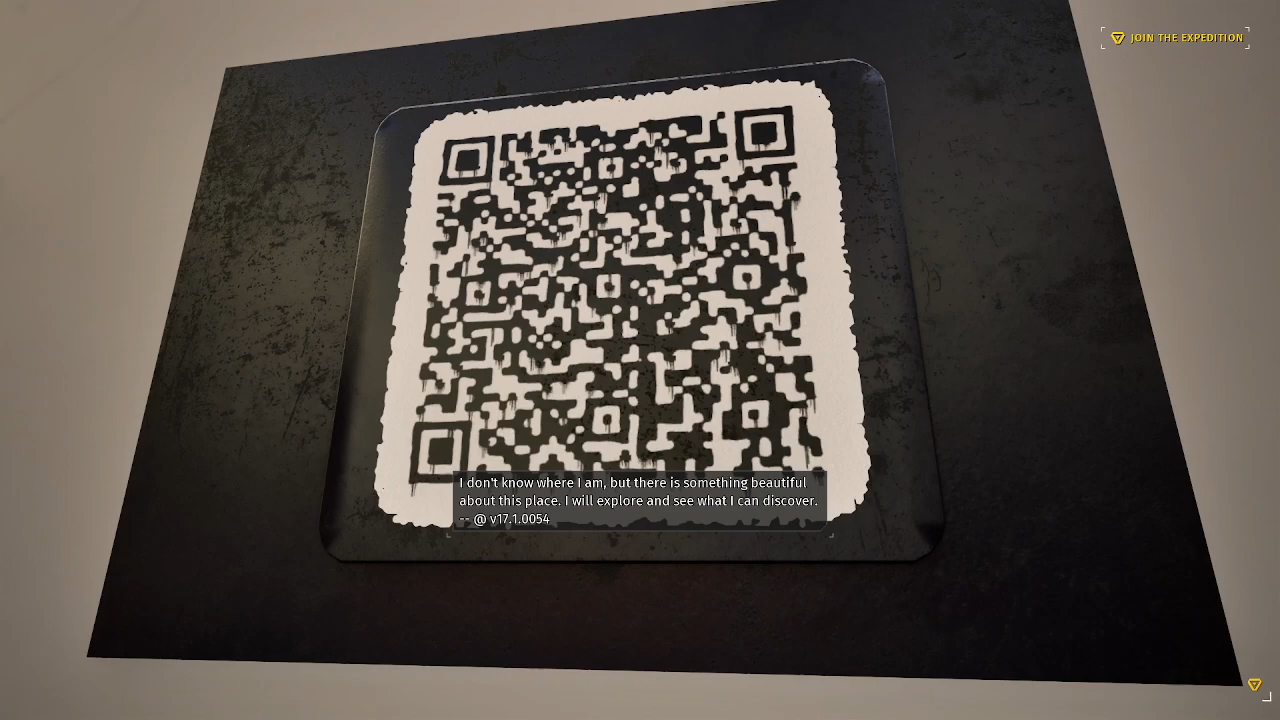 JOIN THE EXPEDITION
I don't know where I am, but there is something beautiful
about this place. I will explore and see what I can discover.
-- @ v17.1.0054